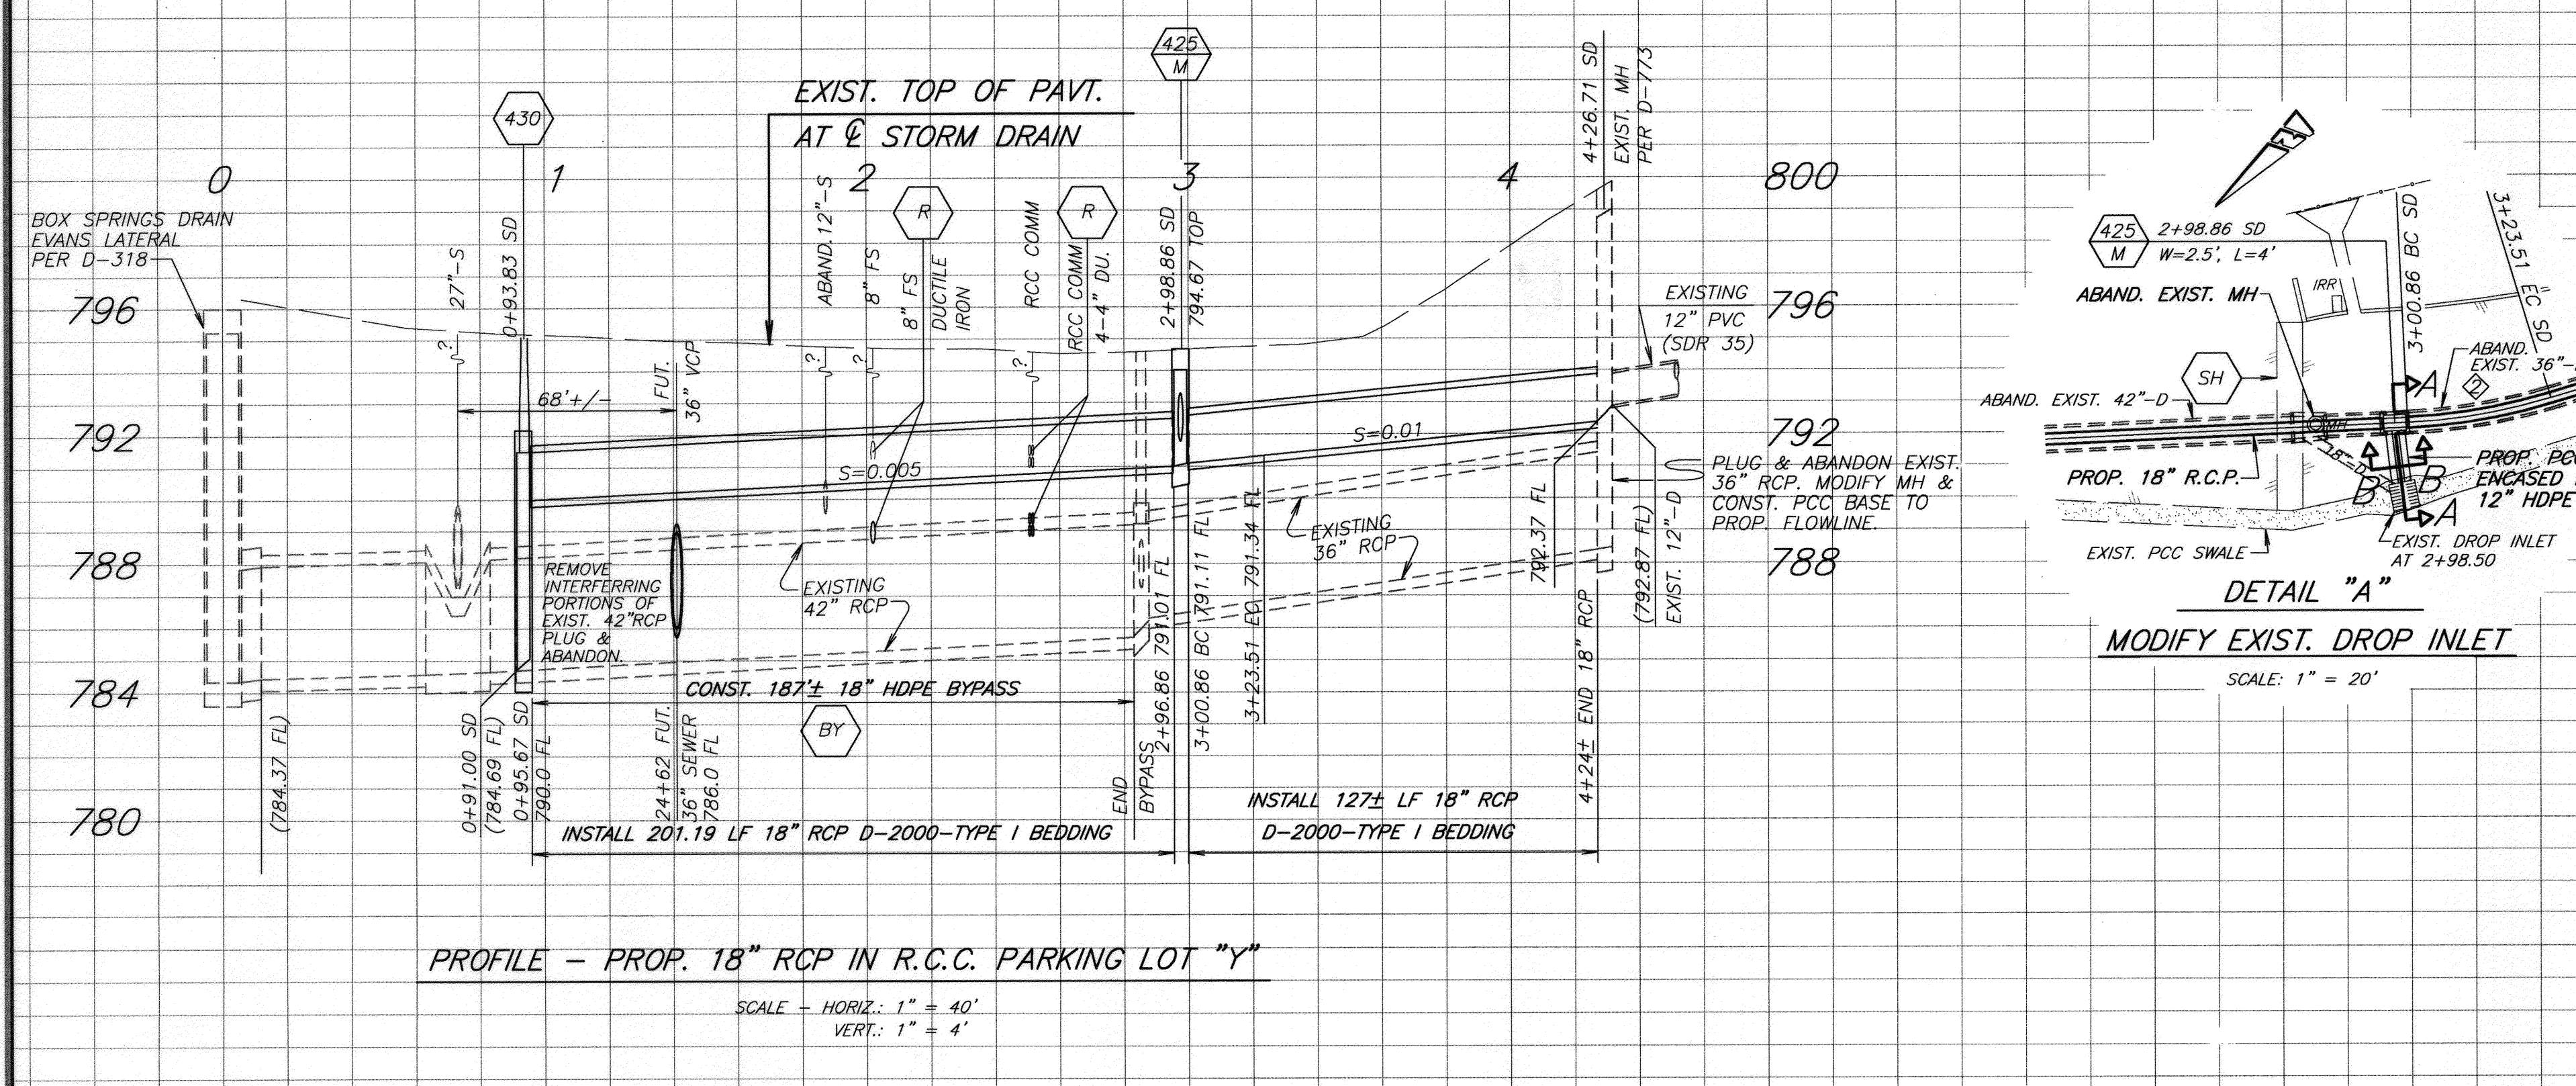 425
M
430
EXIST. TOP OF PAVT.
AT ℄ STORM DRAIN
4+26.71 SD
EXIST. MH
PER D-773
0
1
2
3
4
800
BOX SPRINGS DRAIN
EVANS LATERAL
PER D-318
27"-S
0+93.83 SD
ABAND.12"-S
8" FS
R
8" FS
DUCTILE
IRON
RCC COMM
R
RCC COMM
4-4" DU.
2+98.86 SD
794.67 TOP
796
796
EXISTING
12" PVC
(SDR 35)
?
?
?
?
FUT.
36" VCP
68'+/-
792
792
S=0.005
S=0.01
PLUG & ABANDON EXIST.
36" RCP. MODIFY MH &
CONST. PCC BASE TO
PROP. FLOWLINE.
788
788
REMOVE
INTERFERRING
PORTIONS OF
EXIST. 42"RCP
PLUG &
ABANDON.
EXISTING
42" RCP
EXISTING
36" RCP
792.37 FL
(792.87 FL)
EXIST. 12"-D
784
CONST. 187'± 18" HDPE BYPASS
BY
(784.37 FL)
0+91.00 SD
(784.69 FL)
0+95.67 SD
790.0 FL
24+62 FUT.
36" SEWER
786.0 FL
END
BYPASS
2+96.86 791.01 FL
3+00.86 BC 791.11 FL
3+23.51 EC 791.34 FL
4+24± END 18" RCP
780
INSTALL 201.19 LF 18" RCP D-2000-TYPE I BEDDING
INSTALL 127± LF 18" RCP
D-2000-TYPE I BEDDING
PROFILE - PROP. 18" RCP IN R.C.C. PARKING LOT "Y"
SCALE - HORIZ.: 1" = 40'
VERT.: 1" = 4'
425
M
2+98.86 SD
W=2.5', L=4'
3+00.86 BC SD
3+23.51 EC SD
ABAND. EXIST. MH
IRR
SH
ABAND.
EXIST. 36"-
2
A
ABAND. EXIST. 42"-D
MH
18"-D
PROP. 18" R.C.P.
B
B
PROP. PCC
ENCASED
12" HDPE
A
EXIST. PCC SWALE
EXIST. DROP INLET
AT 2+98.50
DETAIL "A"
MODIFY EXIST. DROP INLET
SCALE: 1" = 20'